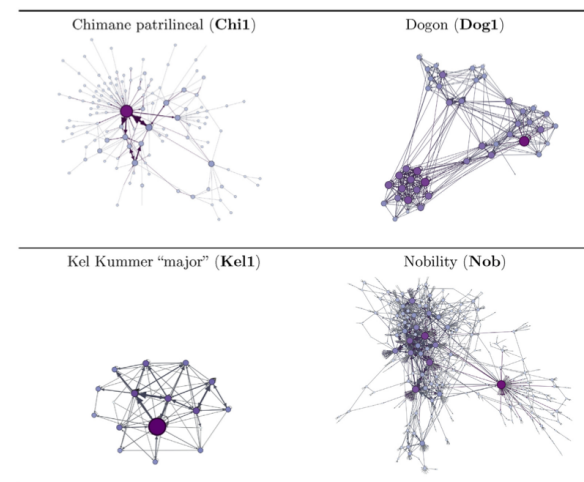 Chimane patrilineal (Chi1)
Dogon (Dog1)
Kel Kummer “major” (Kel1)
Nobility (Nob)